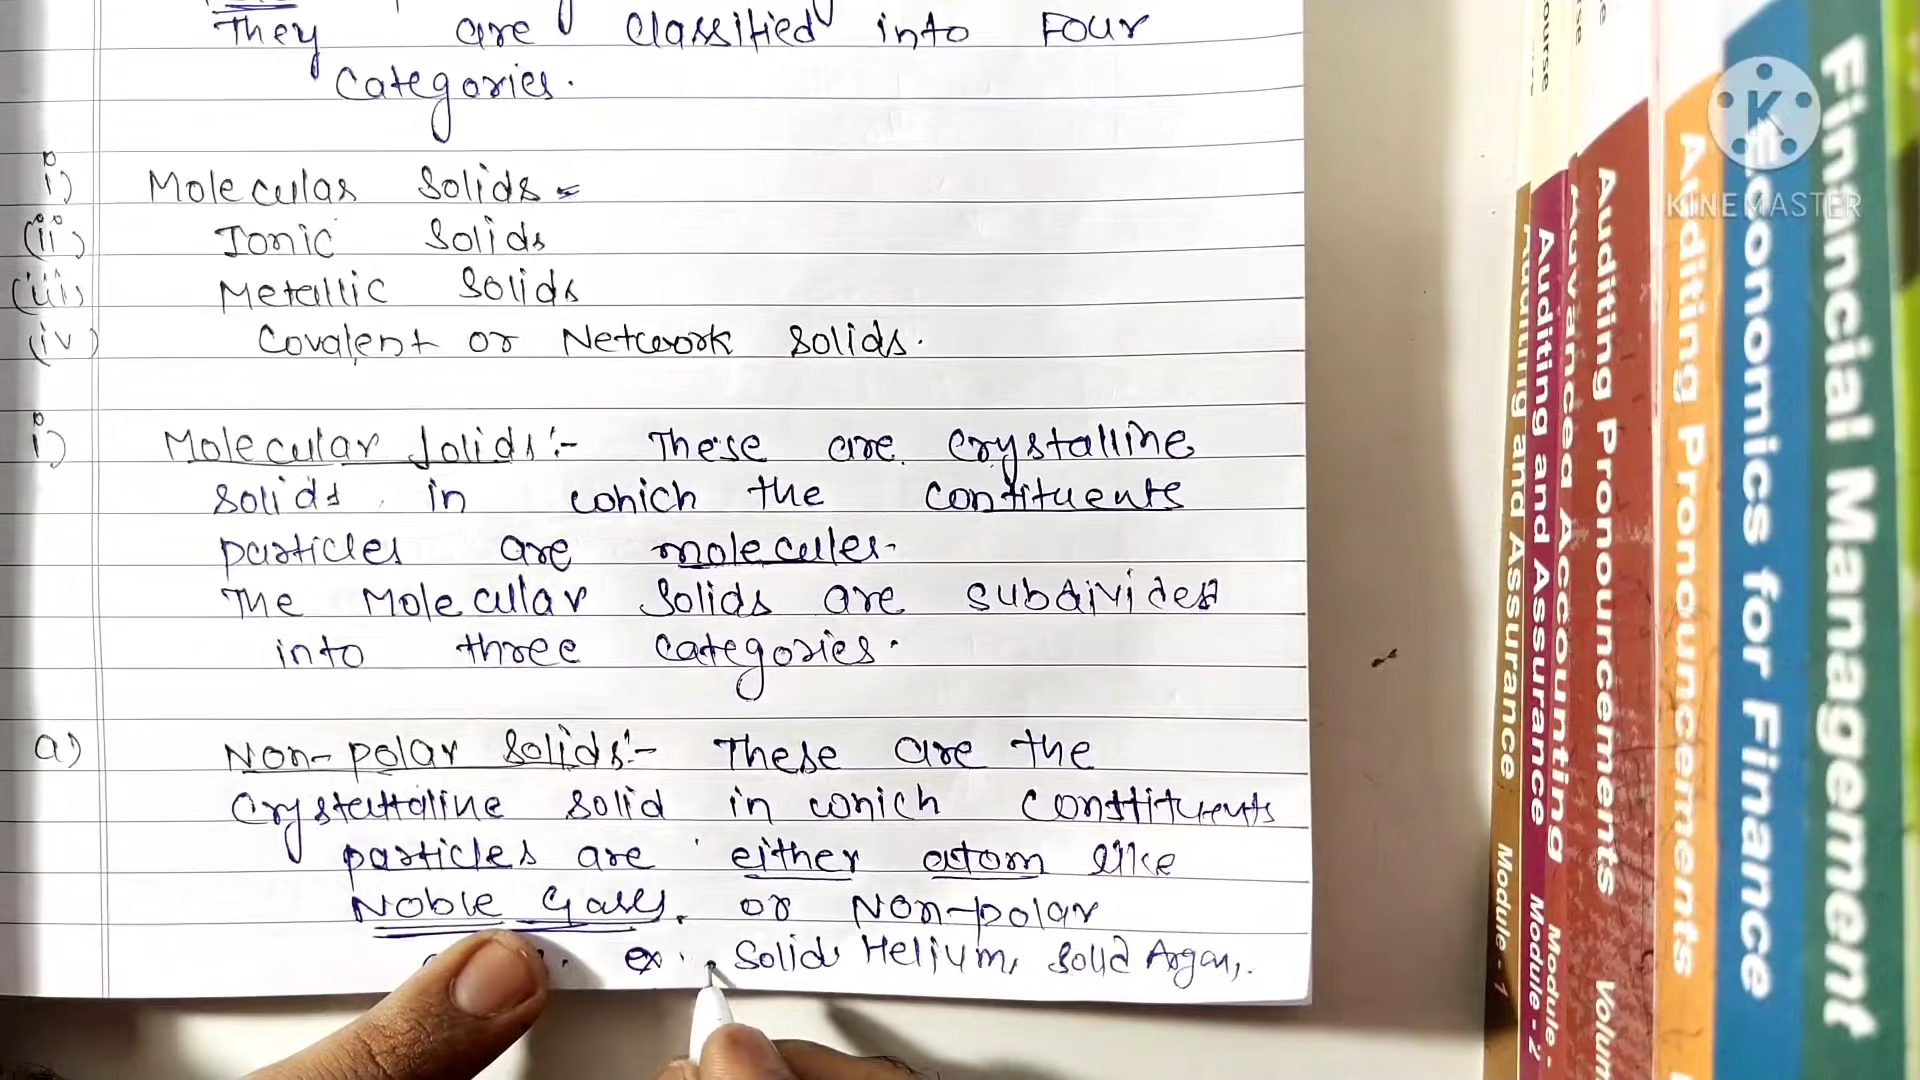 They are classified into Four
categories.
i) Molecular Solids
(ii) Ionic Solids
(iii) Metallic Solids
(iv) Covalent or Network Solids.
i) Molecular Solids:- These are crystalline
solids in which the constituents
particles are molecules.
The Molecular Solids are subdivided
into three categories.
a) Non-polar Solids:- These are the
crystalline solid in which constituents
particles are either atom like
Noble Gases. or Non-polar
ex. Solid Helium, Solid Argon,.
K
KINEMASTER
Financial Management
Economics for Finance
Auditing Pronouncements
Auditing Pronouncements Volum
Advanced Accounting Module -
Auditing and Assurance Module - 2
Auditing and Assurance Module - 1
ourse